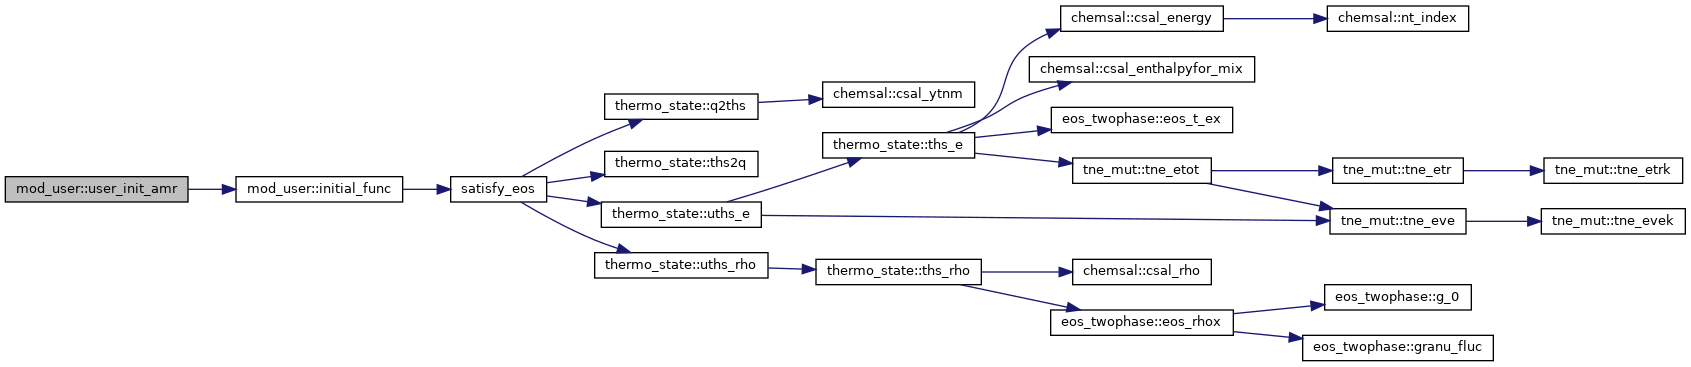 chemsal::csal_energy
chemsal::nt_index
chemsal::csal_enthalpyfor_mix
chemsal::csal_ytnm
thermo_state::q2ths
eos_twophase::eos_t_ex
thermo_state::ths_e
thermo_state::ths2q
tne_mut::tne_etot
tne_mut::tne_etr
tne_mut::tne_etrk
mod_user::user_init_amr
mod_user::initial_func
satisfy_eos
thermo_state::uths_e
tne_mut::tne_eve
tne_mut::tne_evek
thermo_state::uths_rho
thermo_state::ths_rho
chemsal::csal_rho
eos_twophase::g_0
eos_twophase::eos_rhox
eos_twophase::granu_fluc